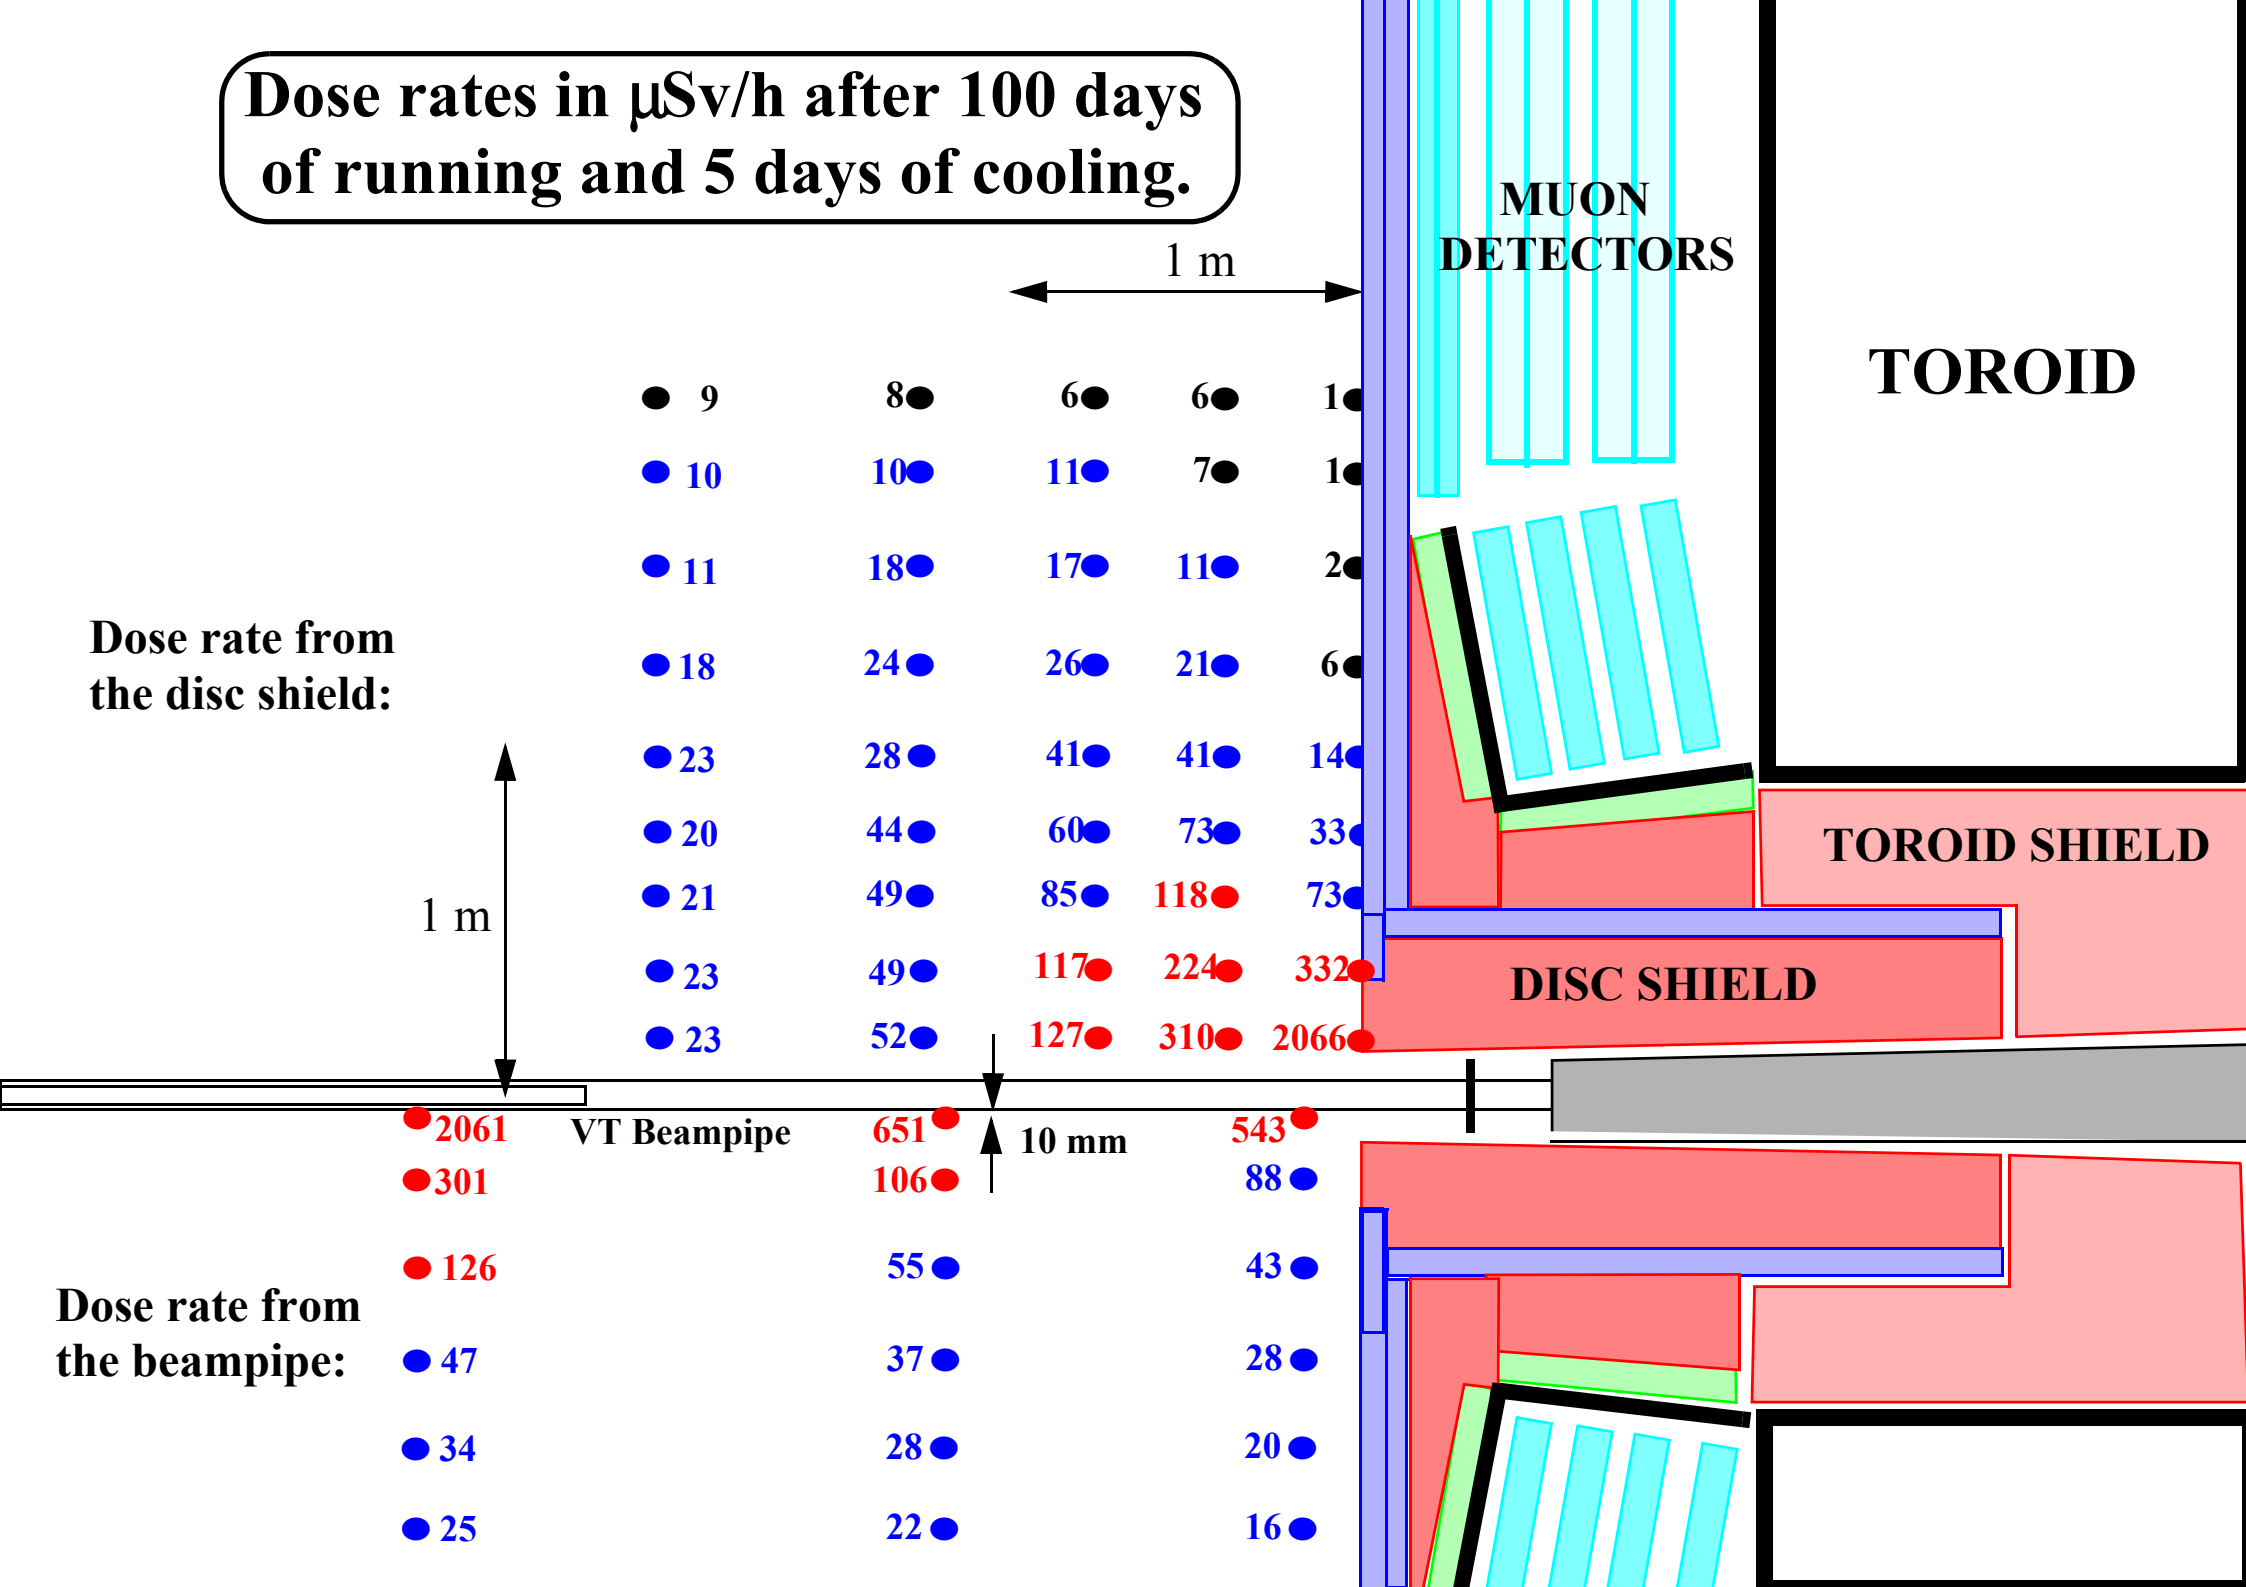 Dose rates in μSv/h after 100 days
of running and 5 days of cooling.
MUON
DETECTORS
1 m
TOROID
9 8 6 6 1
10 10 11 7 1
11 18 17 11 2
Dose rate from
the disc shield:
18 24 26 21 6
23 28 41 41 14
20 44 60 73 33
TOROID SHIELD
21 49 85 118 73
1 m
23 49 117 224 332
DISC SHIELD
23 52 127 310 2066
2061 651 543
VT Beampipe
10 mm
301 106 88
126 55 43
Dose rate from
the beampipe:
47 37 28
34 28 20
25 22 16